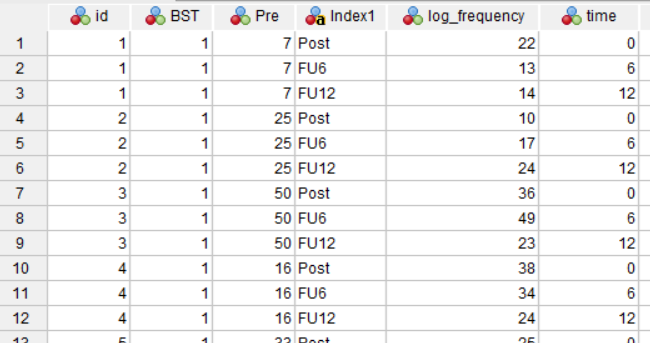 id BST Pre Index1 log_frequency time
1 1 1 7 Post 22 0
2 1 1 7 FU6 13 6
3 1 1 7 FU12 14 12
4 2 1 25 Post 10 0
5 2 1 25 FU6 17 6
6 2 1 25 FU12 24 12
7 3 1 50 Post 36 0
8 3 1 50 FU6 49 6
9 3 1 50 FU12 23 12
10 4 1 16 Post 38 0
11 4 1 16 FU6 34 6
12 4 1 16 FU12 24 12
13 5 1 33 Post 25 0